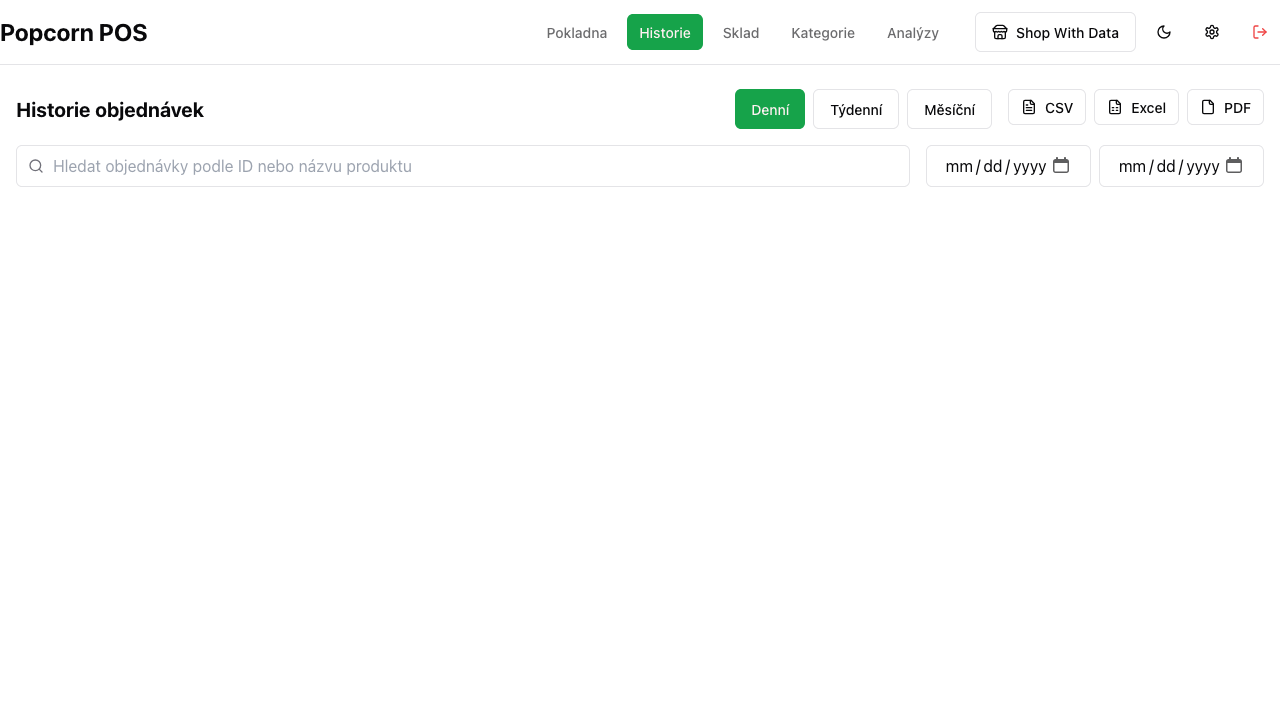 Popcorn POS
Pokladna
Historie
Sklad
Kategorie
Analýzy
Shop With Data
Historie objednávek
Denní
Týdenní
Měsíční
CSV
Excel
PDF
Hledat objednávky podle ID nebo názvu produktu
mm/dd/yyyy
mm/dd/yyyy